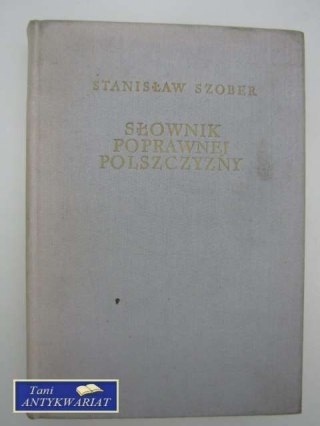 STANISŁAW SZOBER
SŁOWNIK
POPRAWNEJ
POLSZCZYZNY
Tani
ANTYKWARIAT